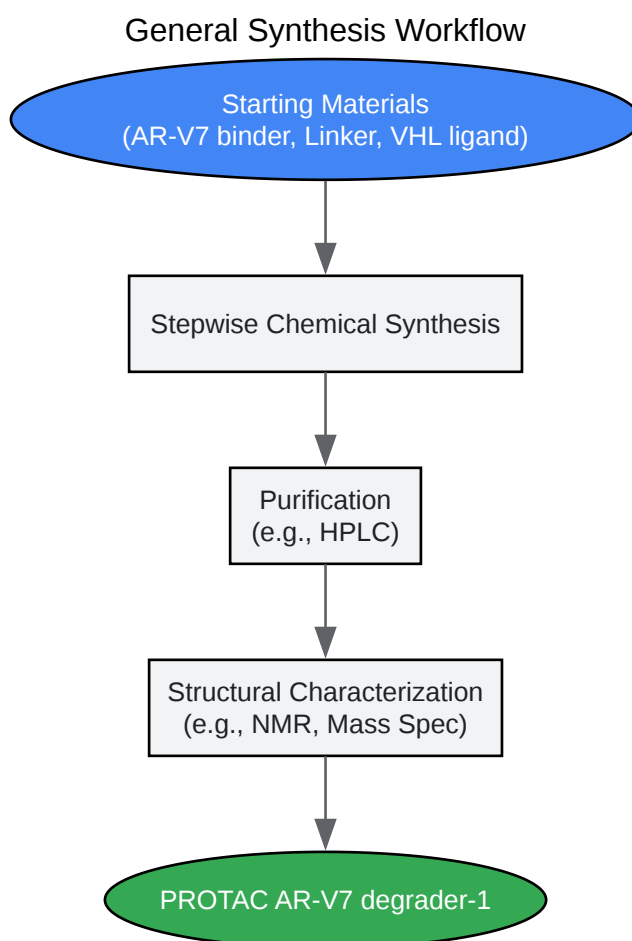 General Synthesis Workflow
Starting Materials
(AR-V7 binder, Linker, VHL ligand)
Stepwise Chemical Synthesis
Purification
(e.g., HPLC)
Structural Characterization
(e.g., NMR, Mass Spec)
PROTAC AR-V7 degrader-1